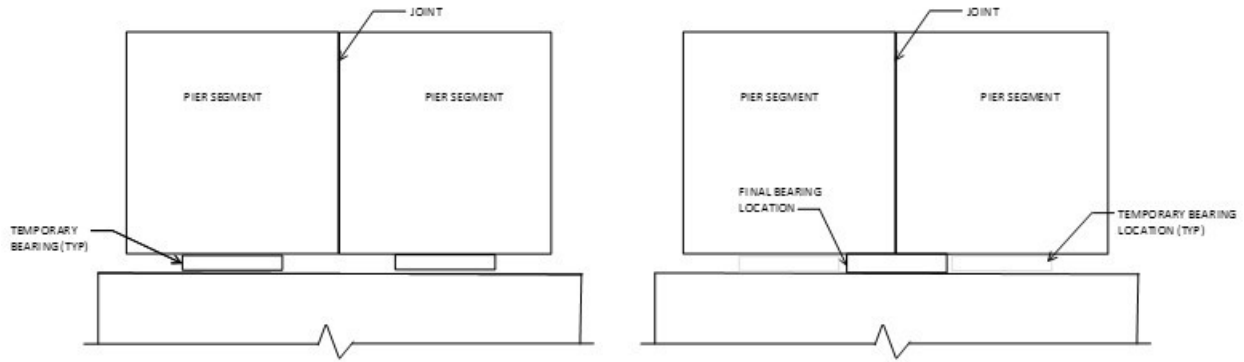 JOINT
PIER SEGMENT
PIER SEGMENT
TEMPORARY
BEARING (TYP)
JOINT
PIER SEGMENT
PIER SEGMENT
FINAL BEARING
LOCATION
TEMPORARY BEARING
LOCATION (TYP)